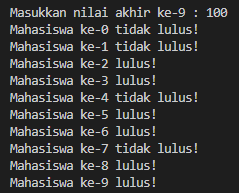 Masukkan nilai akhir ke-9 : 100
Mahasiswa ke-0 tidak lulus!
Mahasiswa ke-1 tidak lulus!
Mahasiswa ke-2 lulus!
Mahasiswa ke-3 lulus!
Mahasiswa ke-4 tidak lulus!
Mahasiswa ke-5 lulus!
Mahasiswa ke-6 lulus!
Mahasiswa ke-7 tidak lulus!
Mahasiswa ke-8 lulus!
Mahasiswa ke-9 lulus!